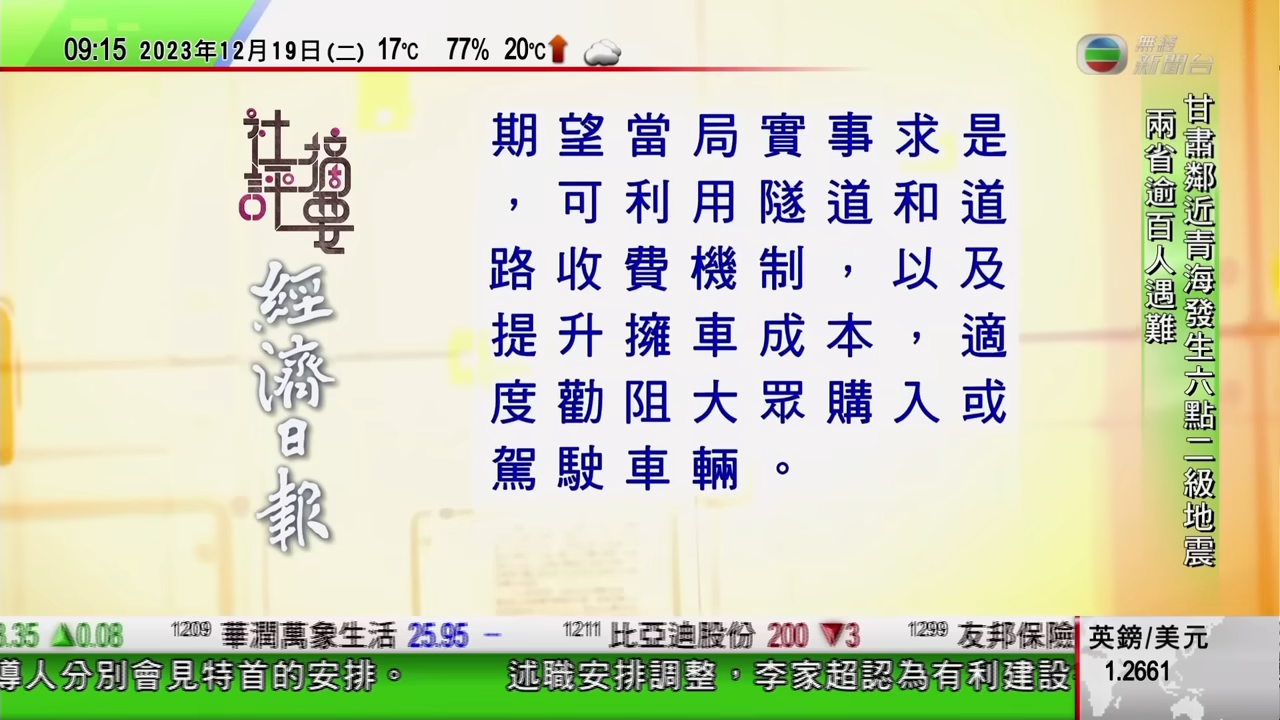 09:15 2023年12月19日(二) 17℃ 77% 20℃
無綫新聞台
社評摘要
經濟日報
期望當局實事求是
，可利用隧道和道
路收費機制，以及
提升擁車成本，適
度勸阻大眾購入或
駕駛車輛。
甘肅鄰近青海發生六點二級地震
兩省逾百人遇難
3.35 ▲0.08 1209 華潤萬象生活 25.95 – 1211 比亞迪股份 200 ▼3 1299 友邦保險
英鎊/美元
1.2661
導人分別會見特首的安排。 述職安排調整，李家超認為有利建設